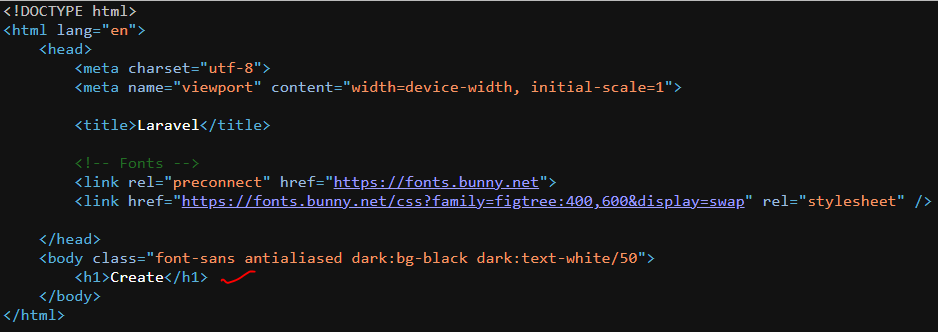 <!DOCTYPE html>
<html lang="en">
    <head>
        <meta charset="utf-8">
        <meta name="viewport" content="width=device-width, initial-scale=1">

        <title>Laravel</title>

        <!-- Fonts -->
        <link rel="preconnect" href="https://fonts.bunny.net">
        <link href="https://fonts.bunny.net/css?family=figtree:400,600&display=swap" rel="stylesheet" />

    </head>
    <body class="font-sans antialiased dark:bg-black dark:text-white/50">
        <h1>Create</h1>
    </body>
</html>